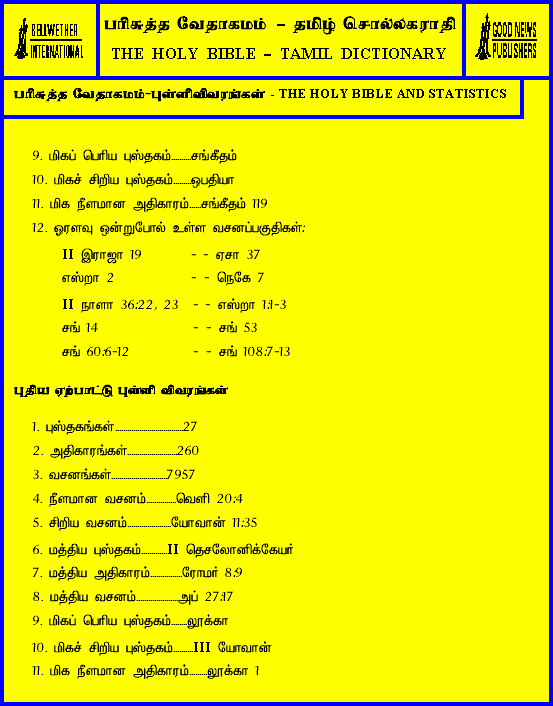 BELLWETHER
INTERNATIONAL
பரிசுத்த வேதாகமம் – தமிழ் சொல்லகராதி
THE HOLY BIBLE – TAMIL DICTIONARY
GOOD NEWS
PUBLISHERS
பரிசுத்த வேதாகமம்-புள்ளிவிவரங்கள் - THE HOLY BIBLE AND STATISTICS
9. மிகப் பெரிய புஸ்தகம்.........சங்கீதம்
10. மிகச் சிறிய புஸ்தகம்........ஒபதியா
11. மிக நீளமான அதிகாரம்.....சங்கீதம் 119
12. ஓரளவு ஒன்றுபோல் உள்ள வசனப்பகுதிகள்:
II இராஜா 19 - - ஏசா 37
எஸ்றா 2 - - நெகே 7
II நாளா 36:22, 23 - - எஸ்றா 1:1-3
சங் 14 - - சங் 53
சங் 60:6-12 - - சங் 108:7-13
புதிய ஏற்பாட்டு புள்ளி விவரங்கள்
1. புஸ்தகங்கள்..............................27
2. அதிகாரங்கள்......................260
3. வசனங்கள்.........................7957
4. நீளமான வசனம்.............வெளி 20:4
5. சிறிய வசனம்...................யோவான் 11:35
6. மத்திய புஸ்தகம்............II தெசலோனிக்கேயர்
7. மத்திய அதிகாரம்..............ரோமர் 8:9
8. மத்திய வசனம்...................அப் 27:17
9. மிகப் பெரிய புஸ்தகம்.......லூக்கா
10. மிகச் சிறிய புஸ்தகம்.........III யோவான்
11. மிக நீளமான அதிகாரம்........லூக்கா 1